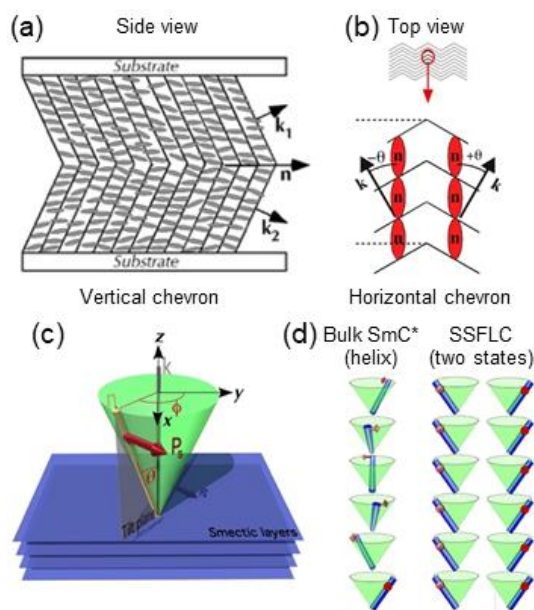 (a) Side view
Substrate
k1
n
k2
Substrate
Vertical chevron
(b) Top view
−θ n n +θ
k n n k
n n
Horizontal chevron
(c)
z
k
y
ϕ
x
Ps
θ
Tilt plane
Smectic layers
(d) Bulk SmC* SSFLC
(helix) (two states)